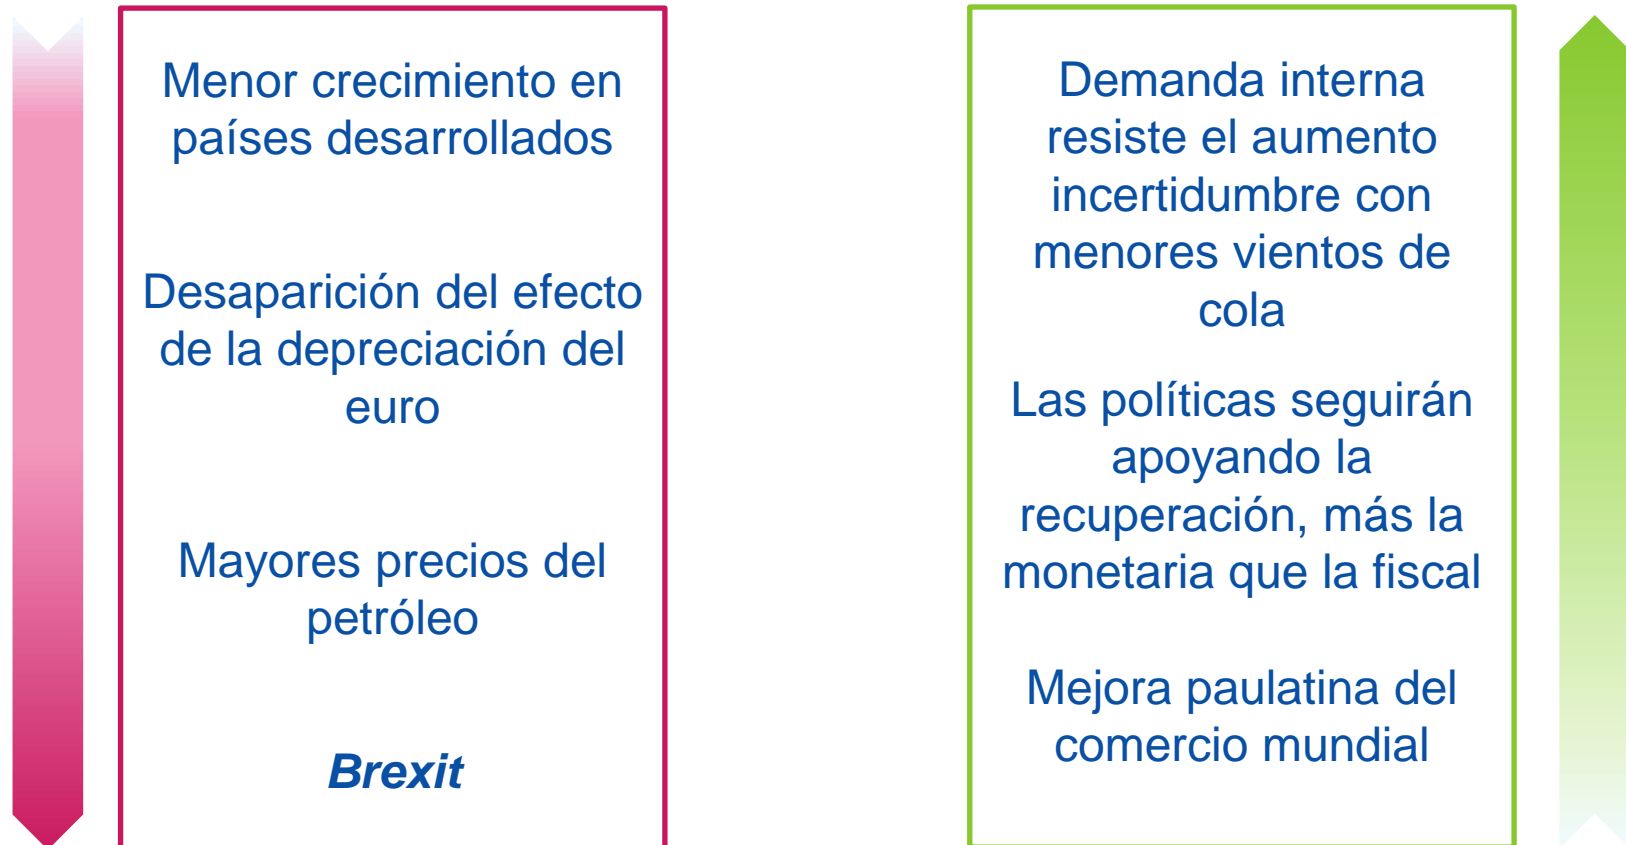 Menor crecimiento en
países desarrollados
Desaparición del efecto
de la depreciación del
euro
Mayores precios del
petróleo
Brexit
Demanda interna
resiste el aumento
incertidumbre con
menores vientos de
cola
Las políticas seguirán
apoyando la
recuperación, más la
monetaria que la fiscal
Mejora paulatina del
comercio mundial